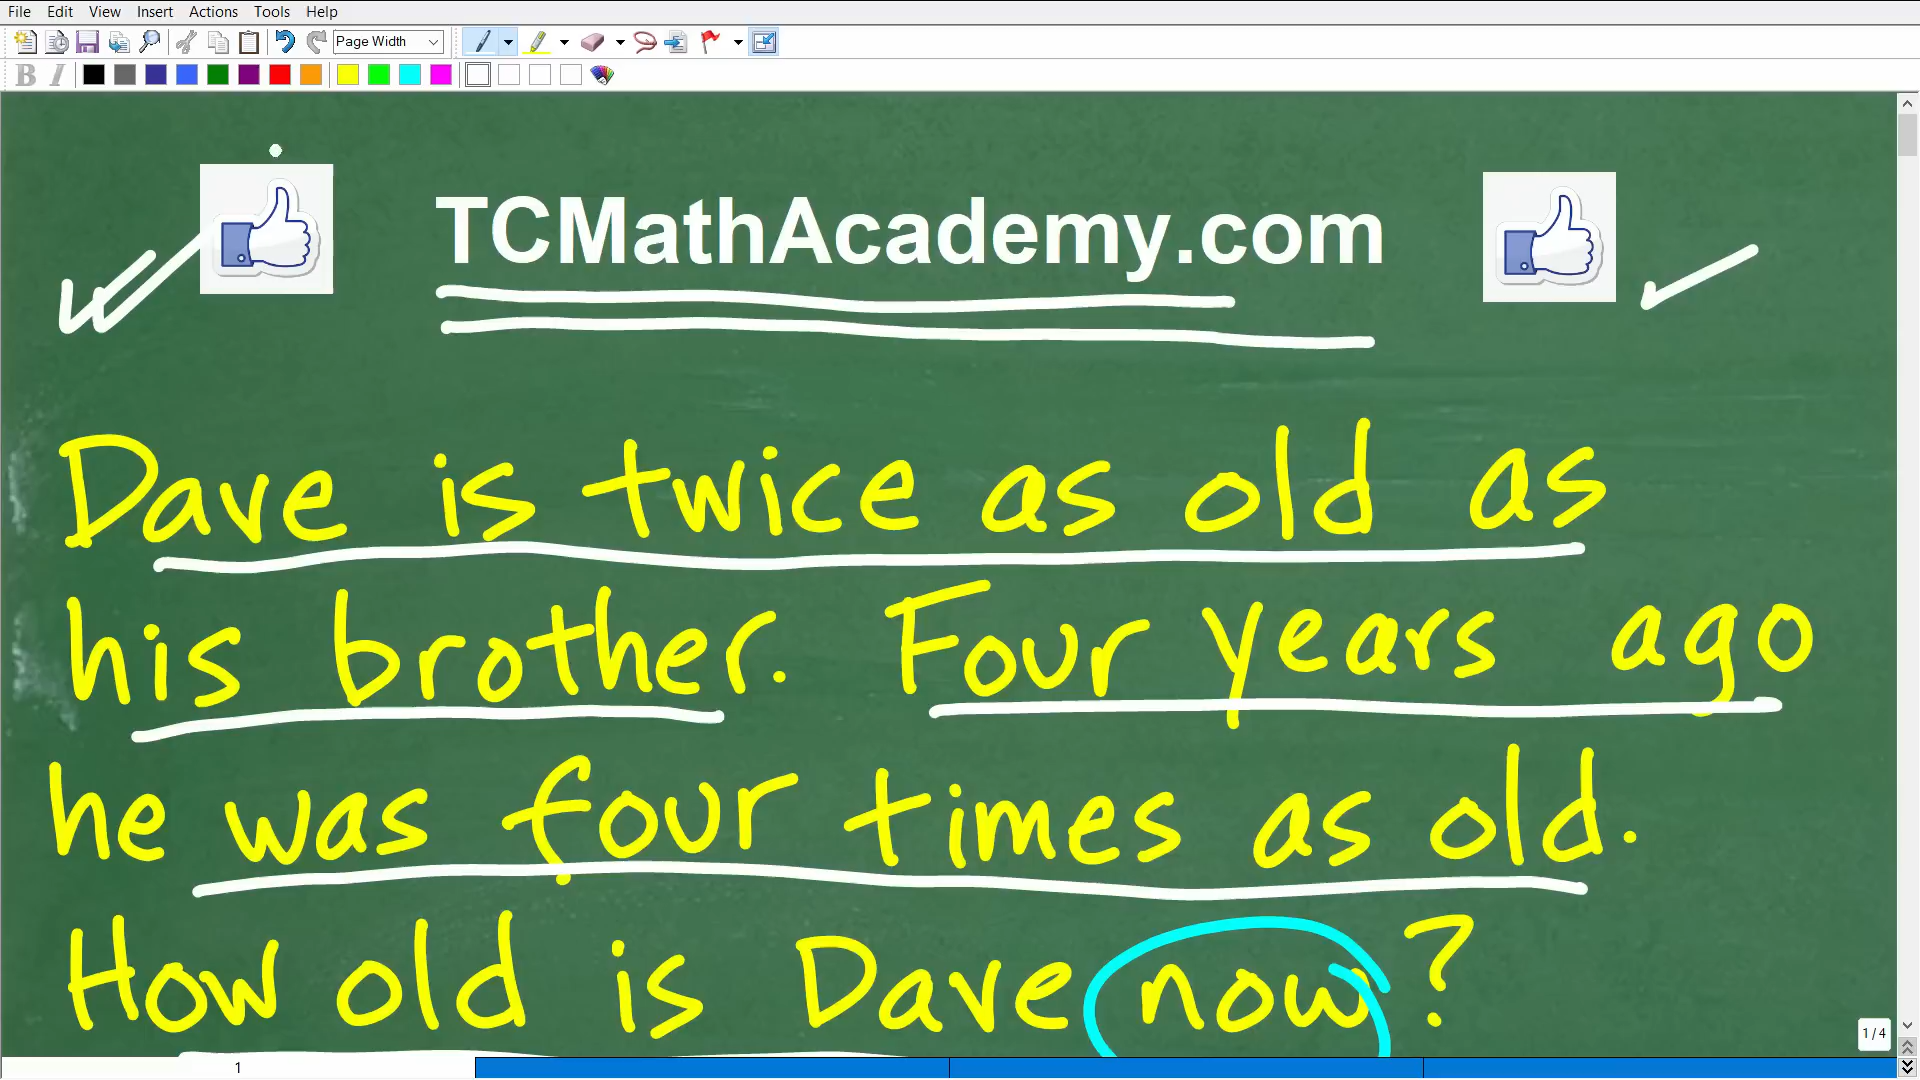 File Edit View Insert Actions Tools Help
Page Width
B I
TCMathAcademy.com
Dave is twice as old as
his brother. Four years ago
he was four times as old.
How old is Dave now?
1 / 4
1